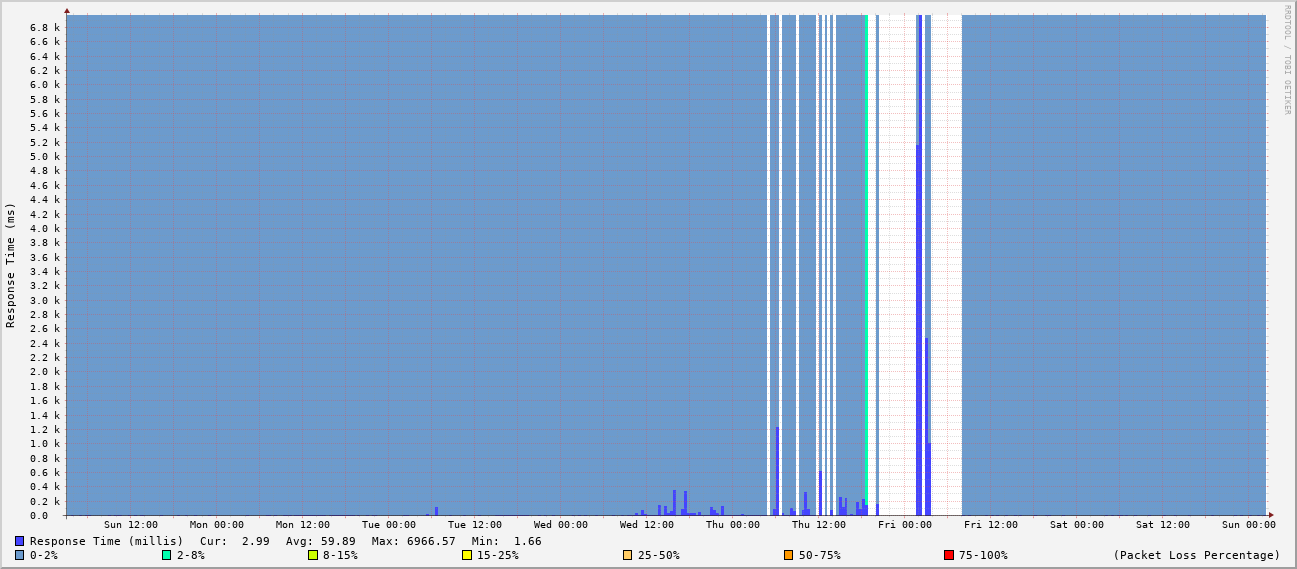 RRDTOOL / TOBI OETIKER
Response Time (ms)
6.8 k
6.6 k
6.4 k
6.2 k
6.0 k
5.8 k
5.6 k
5.4 k
5.2 k
5.0 k
4.8 k
4.6 k
4.4 k
4.2 k
4.0 k
3.8 k
3.6 k
3.4 k
3.2 k
3.0 k
2.8 k
2.6 k
2.4 k
2.2 k
2.0 k
1.8 k
1.6 k
1.4 k
1.2 k
1.0 k
0.8 k
0.6 k
0.4 k
0.2 k
0.0
Sun 12:00 Mon 00:00 Mon 12:00 Tue 00:00 Tue 12:00 Wed 00:00 Wed 12:00 Thu 00:00 Thu 12:00 Fri 00:00 Fri 12:00 Sat 00:00 Sat 12:00 Sun 00:00
Response Time (millis) Cur: 2.99 Avg: 59.89 Max: 6966.57 Min: 1.66
0-2% 2-8% 8-15% 15-25% 25-50% 50-75% 75-100% (Packet Loss Percentage)